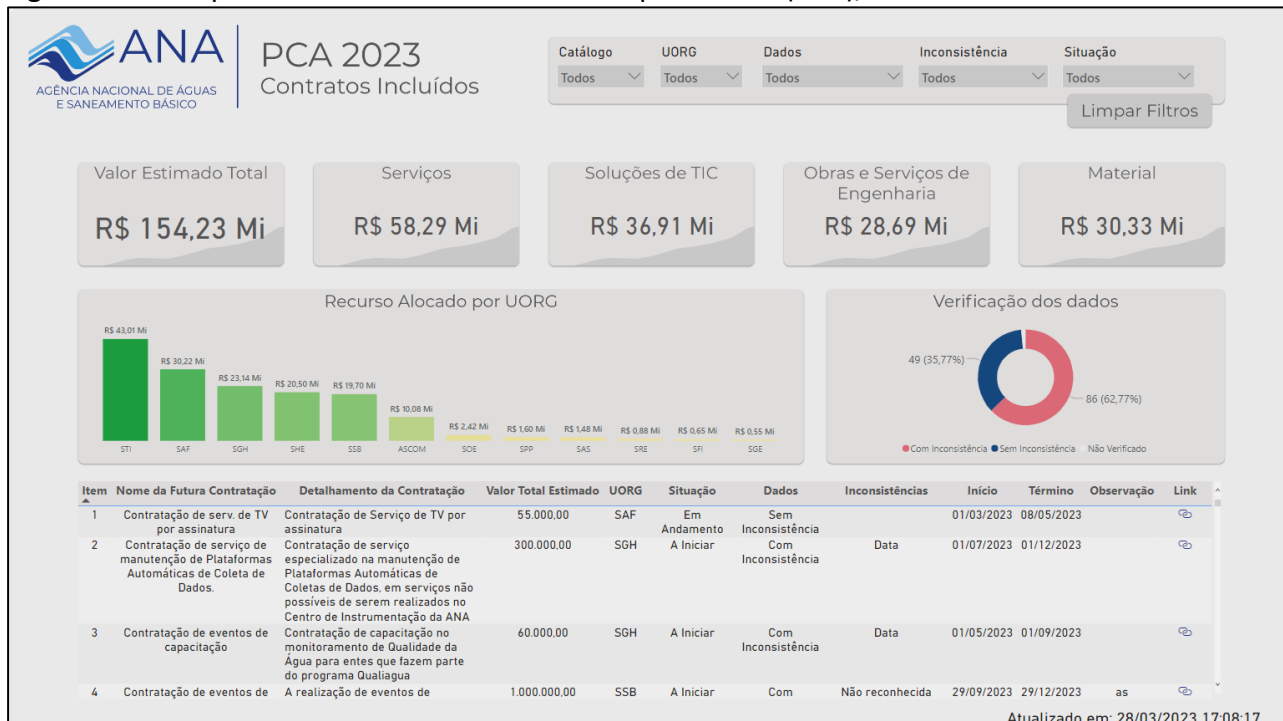 ANA
AGÊNCIA NACIONAL DE ÁGUAS
E SANEAMENTO BÁSICO
PCA 2023
Contratos Incluídos
Catálogo UORG Dados Inconsistência Situação
Todos Todos Todos Todos Todos
Limpar Filtros
Valor Estimado Total
R$ 154,23 Mi
Serviços
R$ 58,29 Mi
Soluções de TIC
R$ 36,91 Mi
Obras e Serviços de
Engenharia
R$ 28,69 Mi
Material
R$ 30,33 Mi
Recurso Alocado por UORG
R$ 43,01 Mi
R$ 30,22 Mi
R$ 23,14 Mi
R$ 20,50 Mi
R$ 19,70 Mi
R$ 10,08 Mi
R$ 2,42 Mi
R$ 1,60 Mi
R$ 1,48 Mi
R$ 0,88 Mi
R$ 0,65 Mi
R$ 0,55 Mi
STI SAF SGH SHE SSB ASCOM SOE SPP SAS SRE SFI SGE
Verificação dos dados
49 (35,77%)
86 (62,77%)
Com Inconsistência Sem Inconsistência Não Verificado
Item Nome da Futura Contratação Detalhamento da Contratação Valor Total Estimado UORG Situação Dados Inconsistências Início Término Observação Link
1 Contratação de serv. de TV Contratação de Serviço de TV por 55.000,00 SAF Em Sem 01/03/2023 08/05/2023
por assinatura assinatura Andamento Inconsistência
2 Contratação de serviço de Contratação de serviço 300.000,00 SGH A Iniciar Com Data 01/07/2023 01/12/2023
manutenção de Plataformas especializado na manutenção de Inconsistência
Automáticas de Coleta de Plataformas Automáticas de
Dados. Coletas de Dados, em serviços não
possíveis de serem realizados no
Centro de Instrumentação da ANA
3 Contratação de eventos de Contratação de capacitação no 60.000,00 SGH A Iniciar Com Data 01/05/2023 01/09/2023
capacitação monitoramento de Qualidade da Inconsistência
Água para entes que fazem parte
do programa Qualiagua
4 Contratação de eventos de A realização de eventos de 1.000.000,00 SSB A Iniciar Com Não reconhecida 29/09/2023 29/12/2023 as
Atualizado em: 28/03/2023 17:08:17